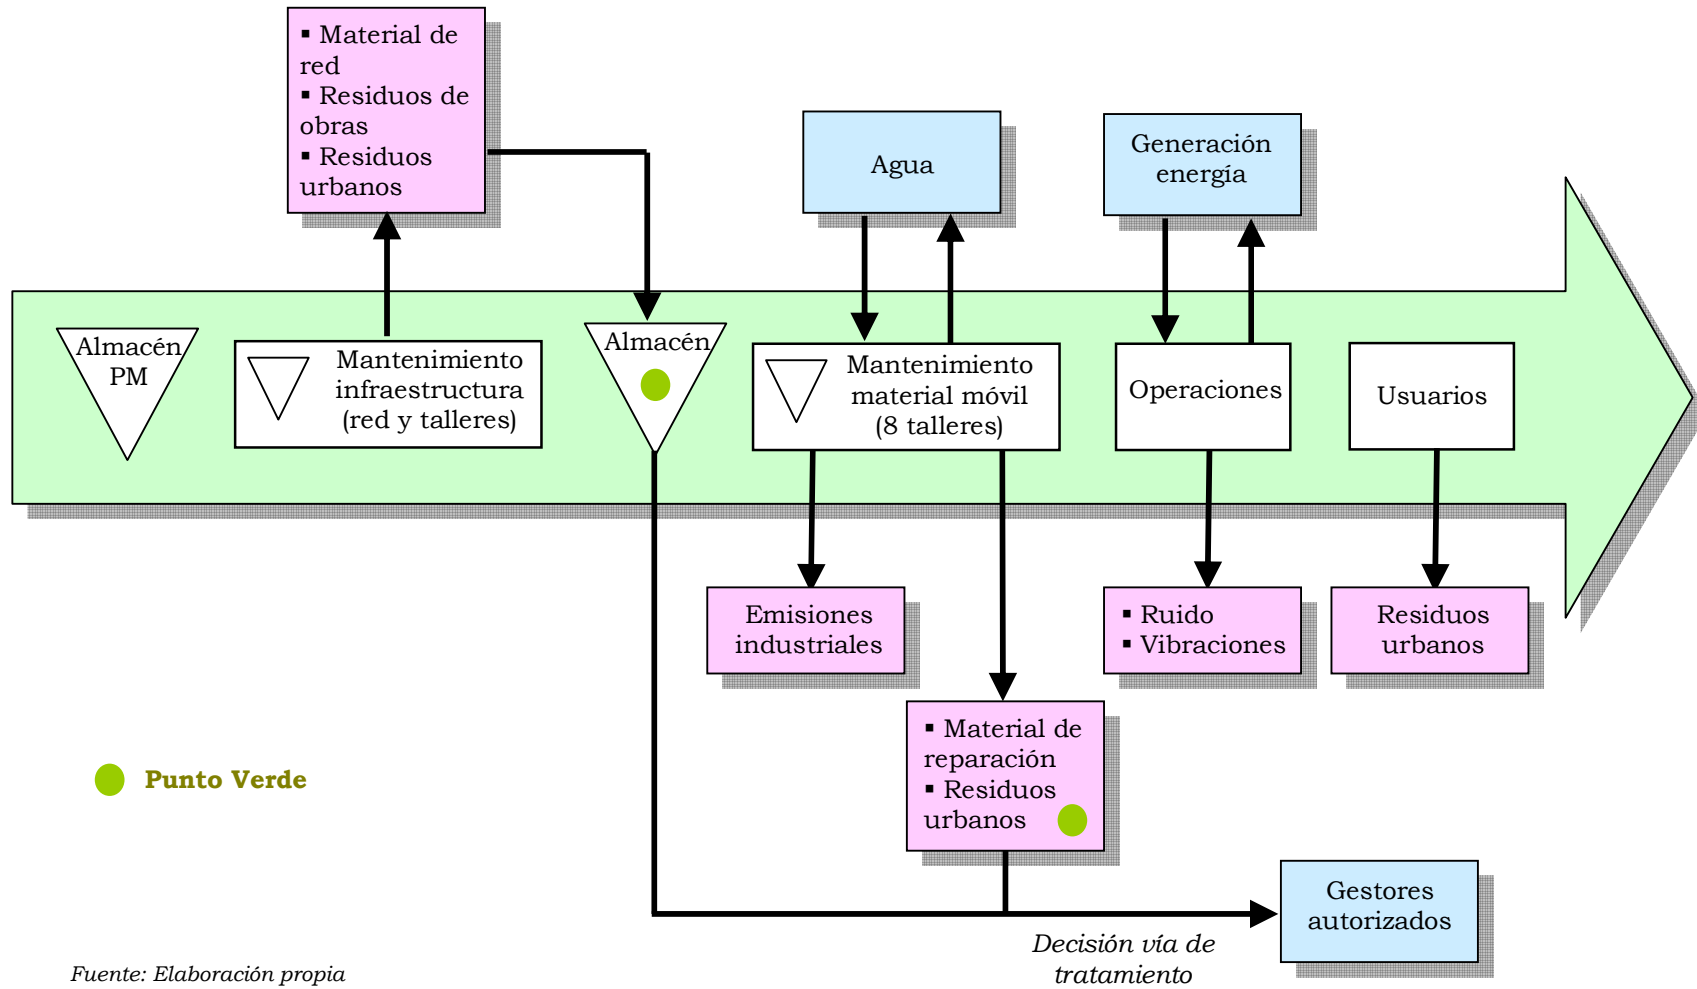 ▪ Material de
red
▪ Residuos de
obras
▪ Residuos
urbanos
Agua
Generación
energía
Almacén
PM
Mantenimiento
infraestructura
(red y talleres)
Almacén
Mantenimiento
material móvil
(8 talleres)
Operaciones
Usuarios
Emisiones
industriales
▪ Ruido
▪ Vibraciones
Residuos
urbanos
▪ Material de
reparación
▪ Residuos
urbanos
Punto Verde
Gestores
autorizados
Decisión vía de
tratamiento
Fuente: Elaboración propia